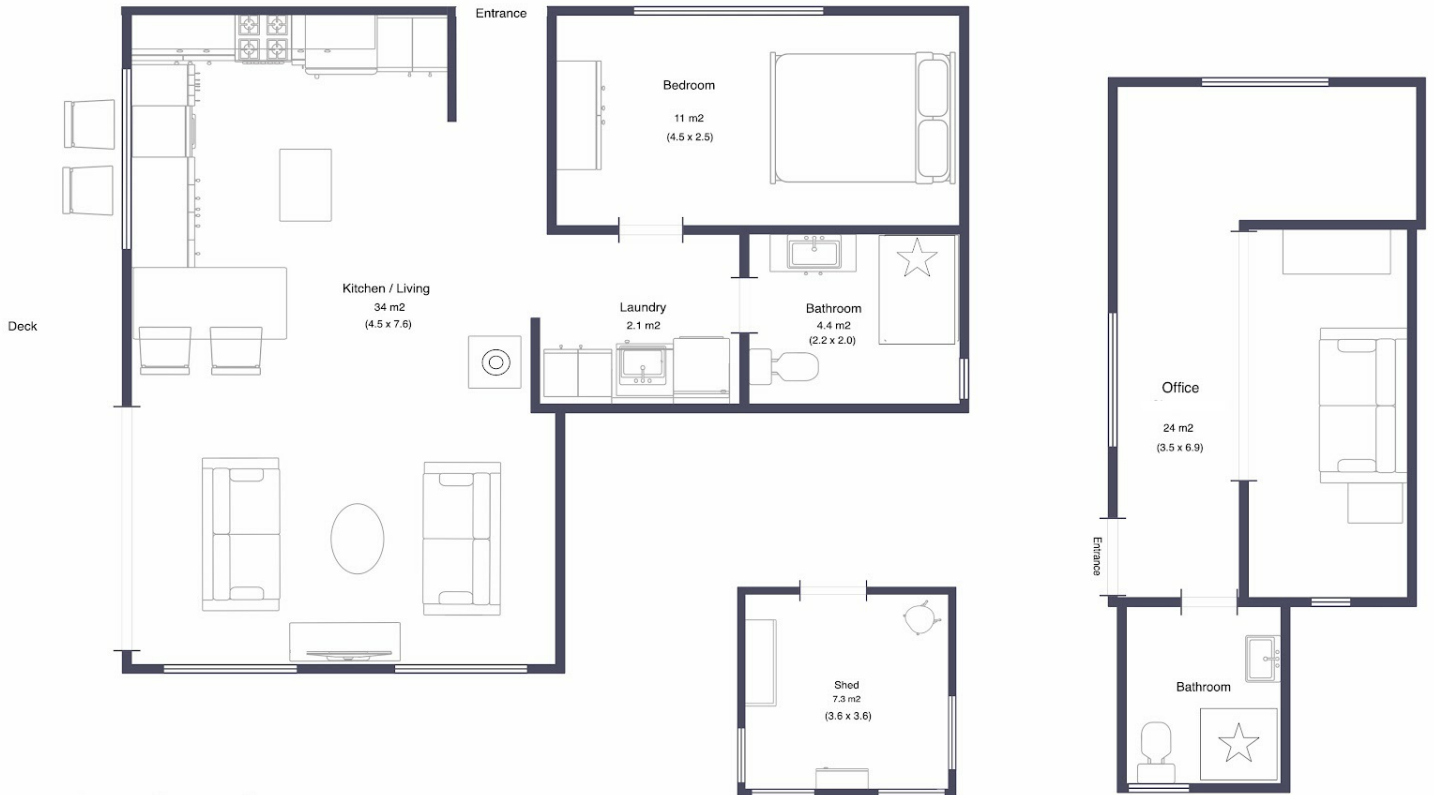 Entrance
Bedroom
11 m2
(4.5 x 2.5)
Kitchen / Living
34 m2
(4.5 x 7.6)
Deck
Laundry
2.1 m2
Bathroom
4.4 m2
(2.2 x 2.0)
Office
24 m2
(3.5 x 6.9)
Entrance
Shed
7.3 m2
(3.6 x 3.6)
Bathroom